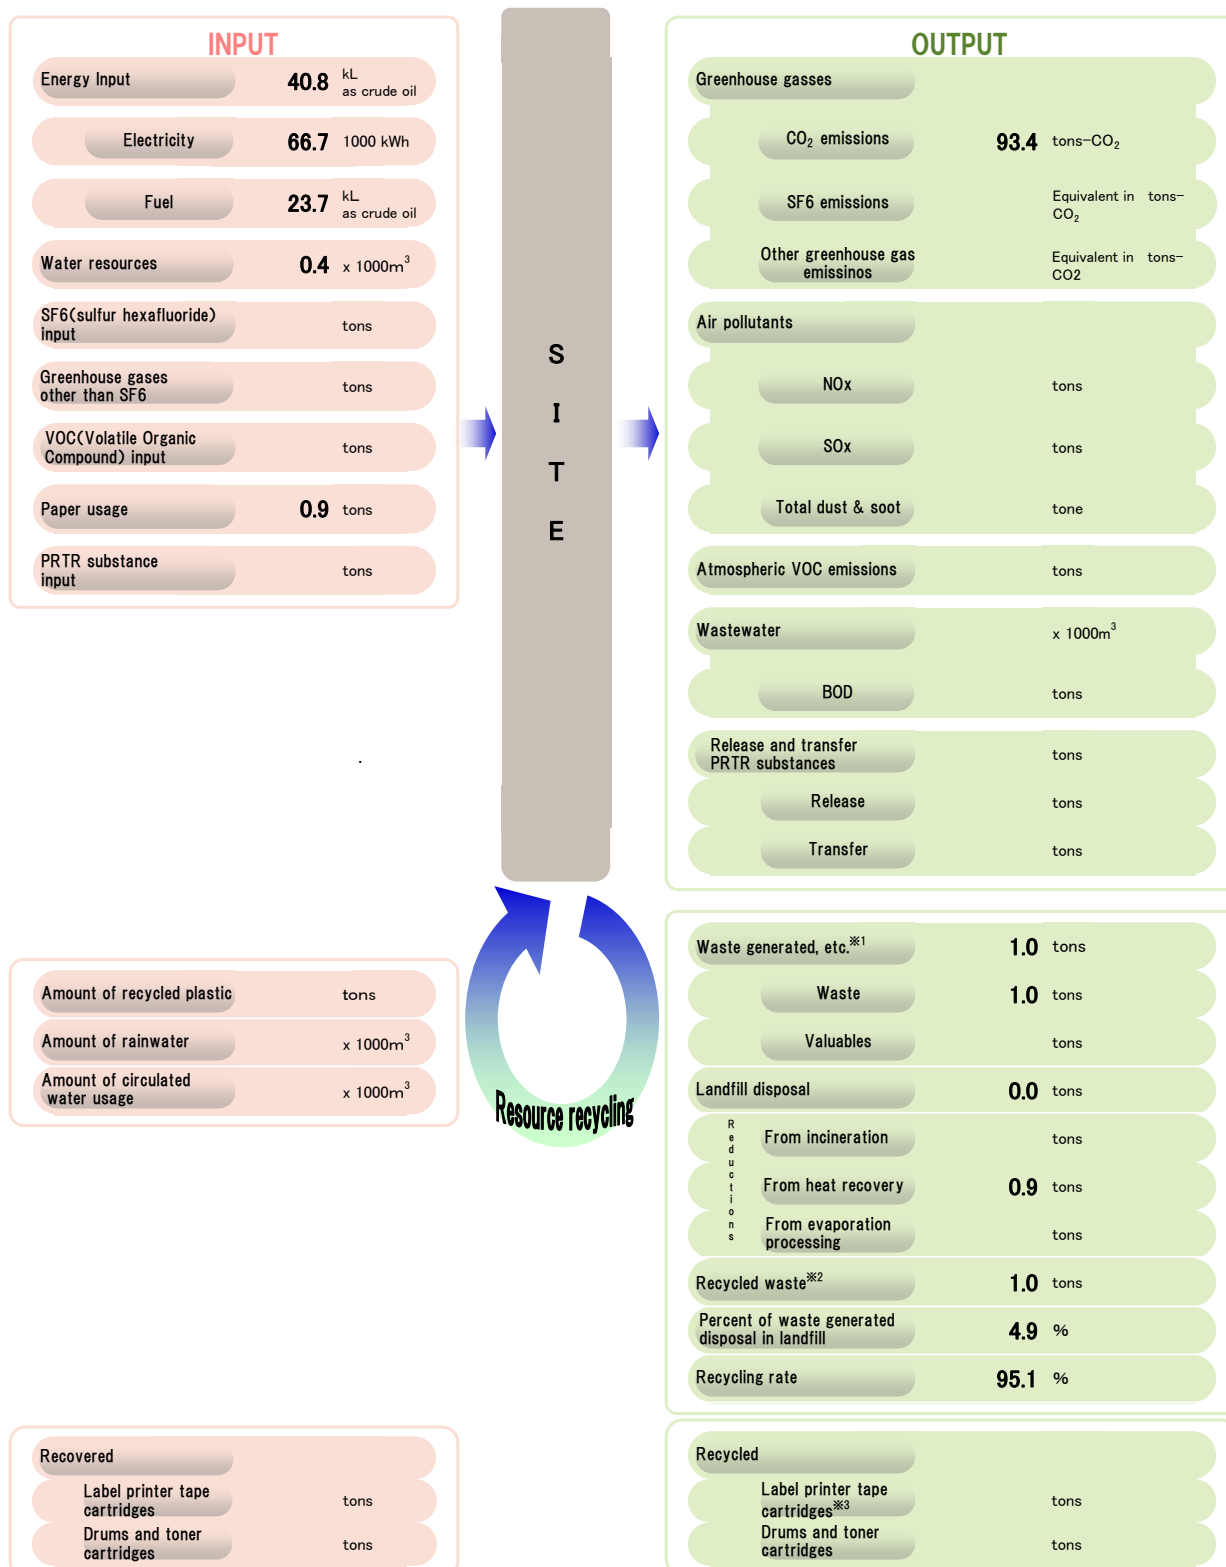 INPUT
Energy Input 40.8 kL
as crude oil
Electricity 66.7 1000 kWh
Fuel 23.7 kL
as crude oil
Water resources 0.4 x 1000m³
SF6(sulfur hexafluoride)
input tons
Greenhouse gases
other than SF6 tons
VOC(Volatile Organic
Compound) input tons
Paper usage 0.9 tons
PRTR substance
input tons
S
I
T
E
OUTPUT
Greenhouse gasses
CO₂ emissions 93.4 tons-CO₂
SF6 emissions Equivalent in tons-
CO₂
Other greenhouse gas
emissinos Equivalent in tons-
CO2
Air pollutants
NOx tons
SOx tons
Total dust & soot tone
Atmospheric VOC emissions tons
Wastewater x 1000m³
BOD tons
Release and transfer
PRTR substances tons
Release tons
Transfer tons
Amount of recycled plastic tons
Amount of rainwater x 1000m³
Amount of circulated
water usage x 1000m³
Resource recycling
Waste generated, etc.※1 1.0 tons
Waste 1.0 tons
Valuables tons
Landfill disposal 0.0 tons
Reductions
From incineration tons
From heat recovery 0.9 tons
From evaporation
processing tons
Recycled waste※2 1.0 tons
Percent of waste generated
disposal in landfill 4.9 %
Recycling rate 95.1 %
Recovered
Label printer tape
cartridges tons
Drums and toner
cartridges tons
Recycled
Label printer tape
cartridges※3 tons
Drums and toner
cartridges tons